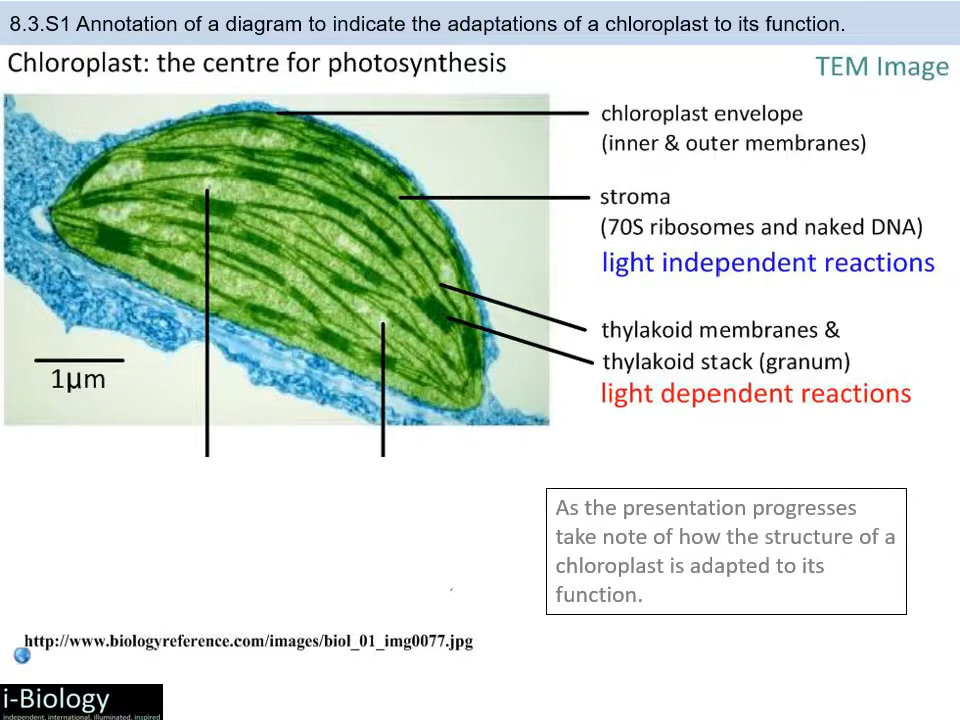 8.3.S1 Annotation of a diagram to indicate the adaptations of a chloroplast to its function.
Chloroplast: the centre for photosynthesis
TEM Image
chloroplast envelope
(inner & outer membranes)
stroma
(70S ribosomes and naked DNA)
light independent reactions
thylakoid membranes &
thylakoid stack (granum)
light dependent reactions
1μm
As the presentation progresses
take note of how the structure of a
chloroplast is adapted to its
function.
http://www.biologyreference.com/images/biol_01_img0077.jpg
i-Biology
independent, international, illuminated, inspired